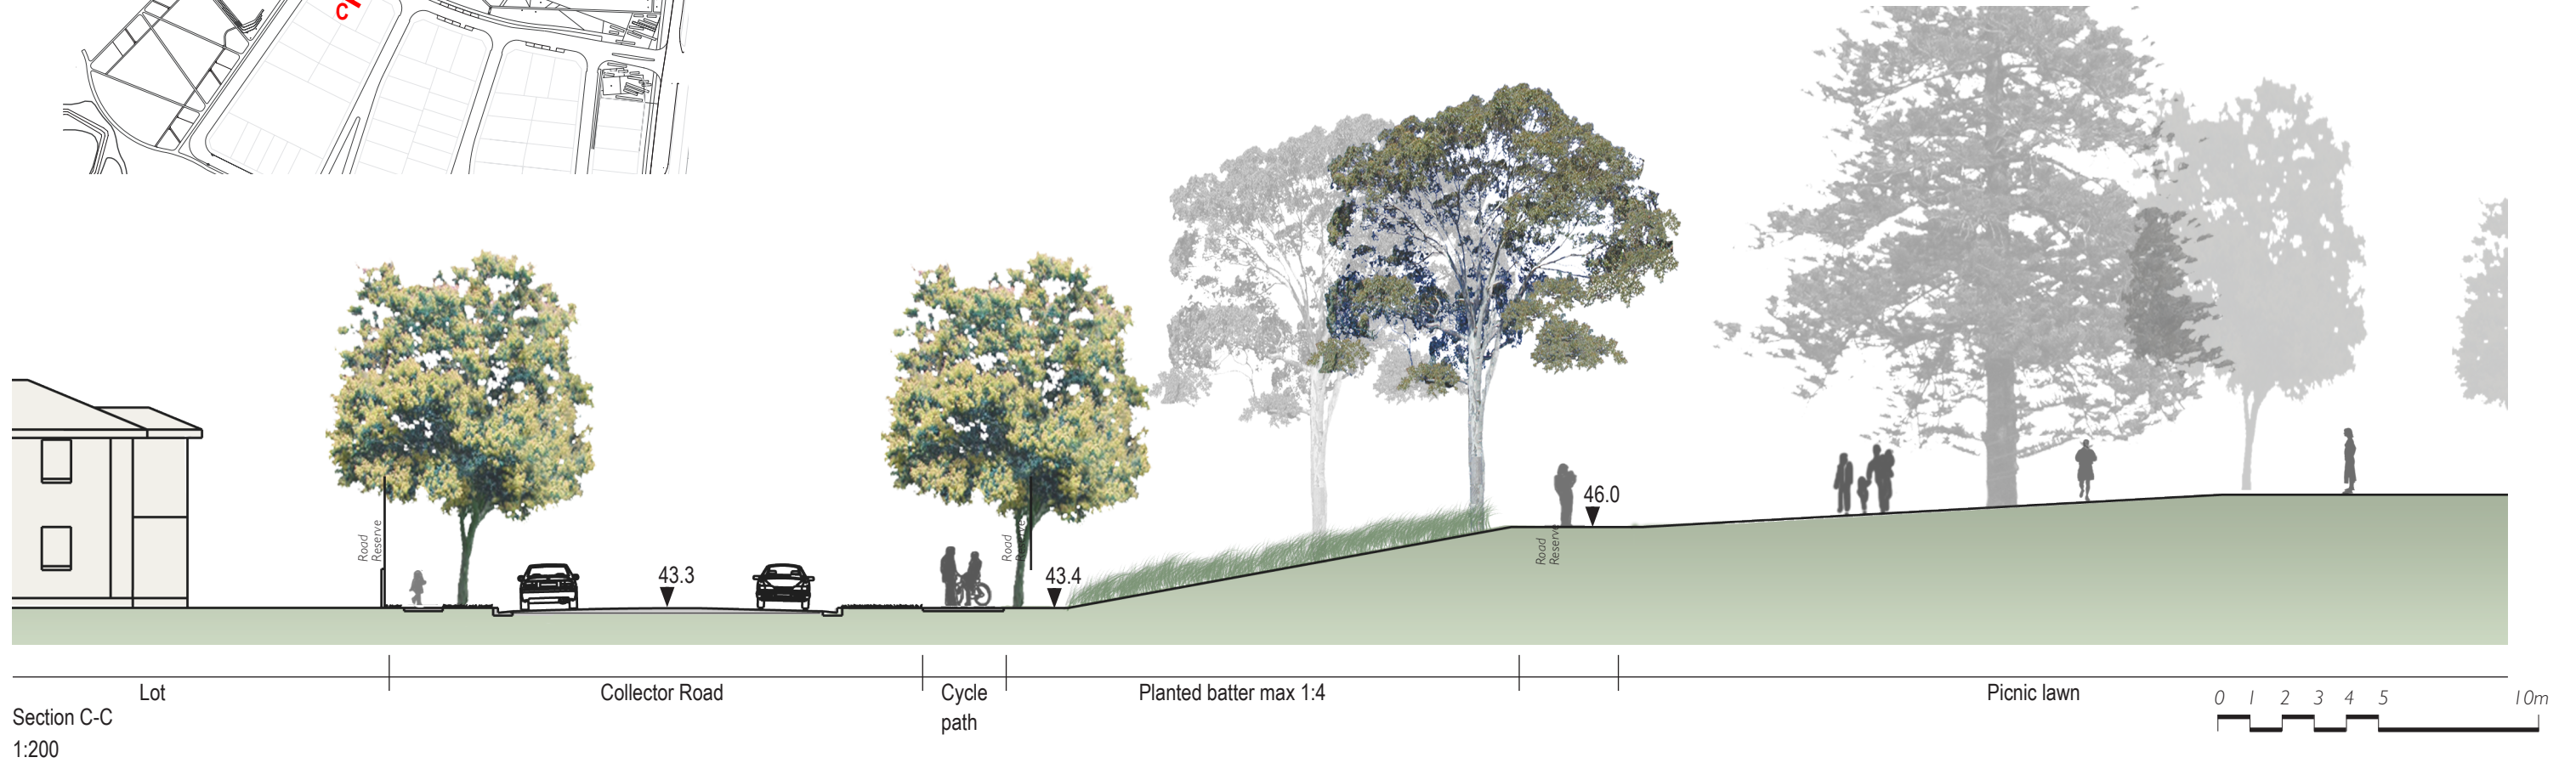 C
Road
Reserve
Road
Reserve
Road
Reserve
43.3
43.4
46.0
Lot
Collector Road
Cycle
path
Planted batter max 1:4
Picnic lawn
Section C-C
1:200
0 1 2 3 4 5 10m